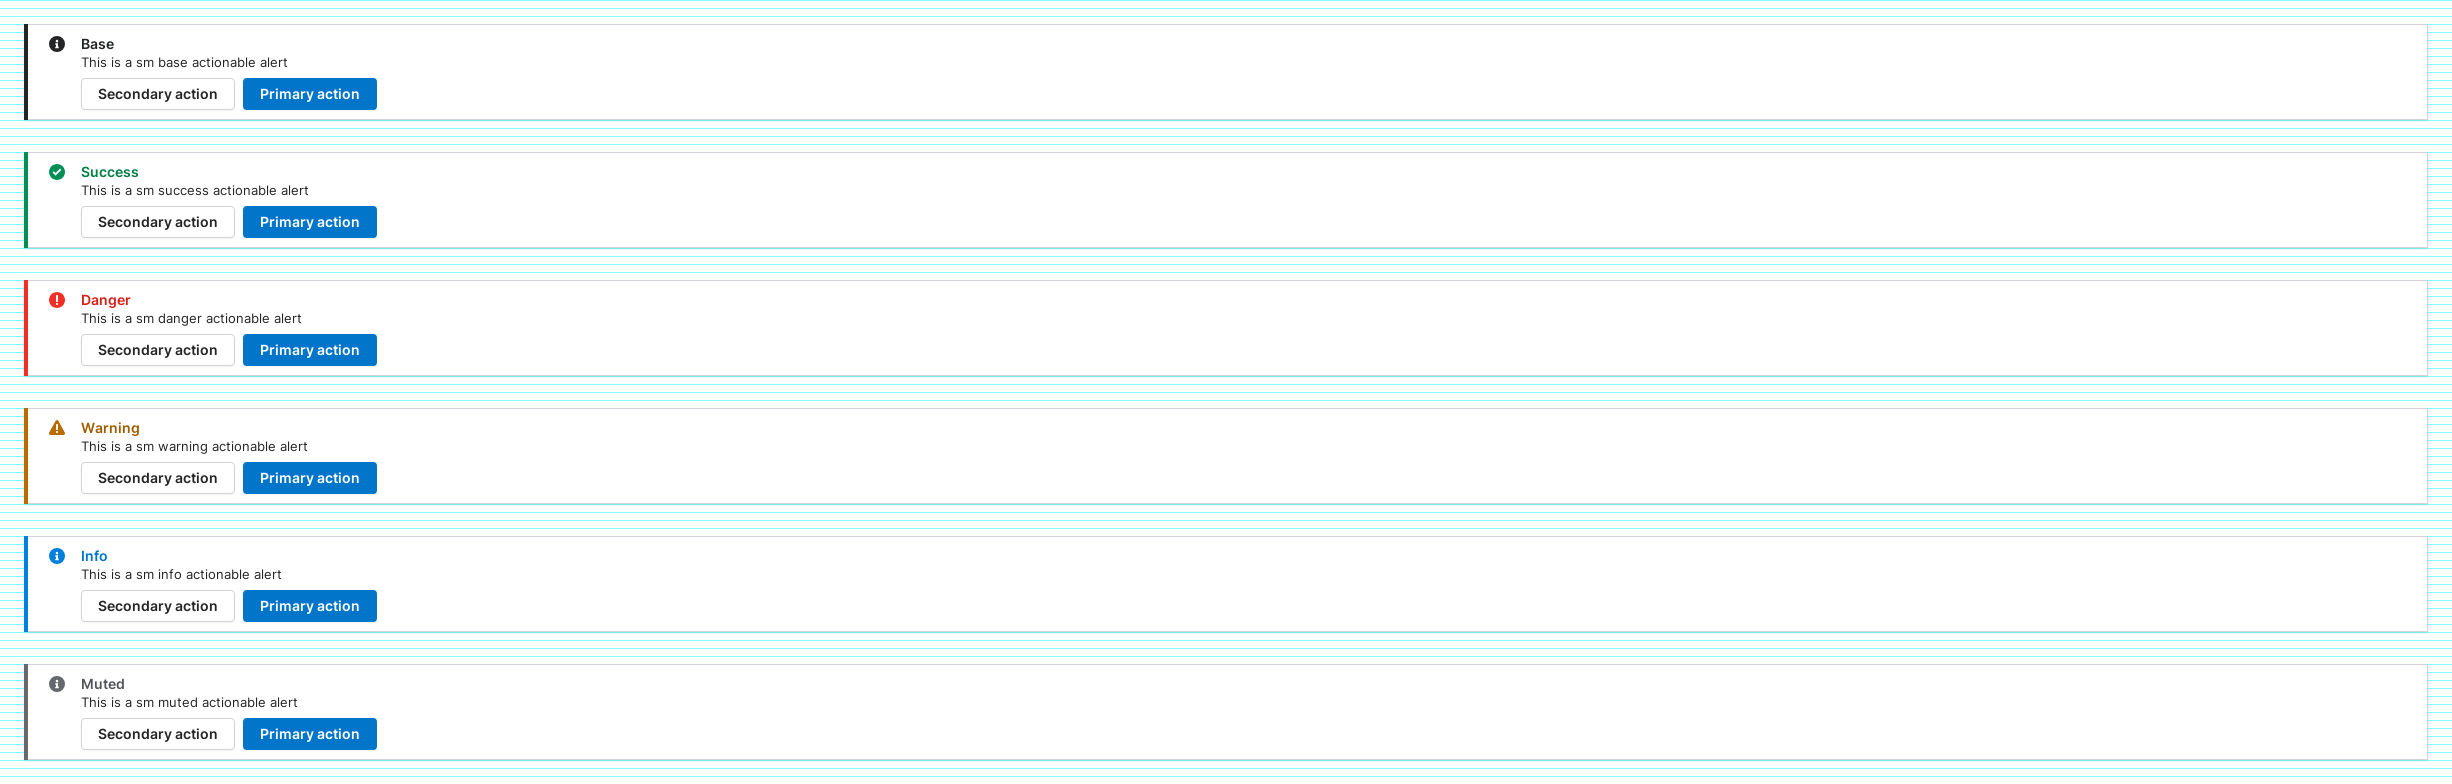 Base
This is a sm base actionable alert
Secondary action Primary action
Success
This is a sm success actionable alert
Secondary action Primary action
Danger
This is a sm danger actionable alert
Secondary action Primary action
Warning
This is a sm warning actionable alert
Secondary action Primary action
Info
This is a sm info actionable alert
Secondary action Primary action
Muted
This is a sm muted actionable alert
Secondary action Primary action